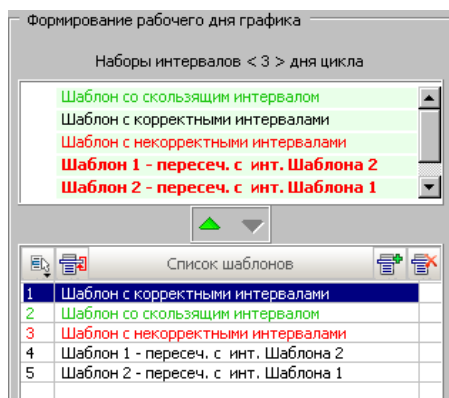 Формирование рабочего дня графика
Наборы интервалов < 3 > дня цикла
Шаблон со скользящим интервалом
Шаблон с корректными интервалами
Шаблон с некорректными интервалами
Шаблон 1 - пересеч. с инт. Шаблона 2
Шаблон 2 - пересеч. с инт. Шаблона 1
Список шаблонов
1 Шаблон с корректными интервалами
2 Шаблон со скользящим интервалом
3 Шаблон с некорректными интервалами
4 Шаблон 1 - пересеч. с инт. Шаблона 2
5 Шаблон 2 - пересеч. с инт. Шаблона 1